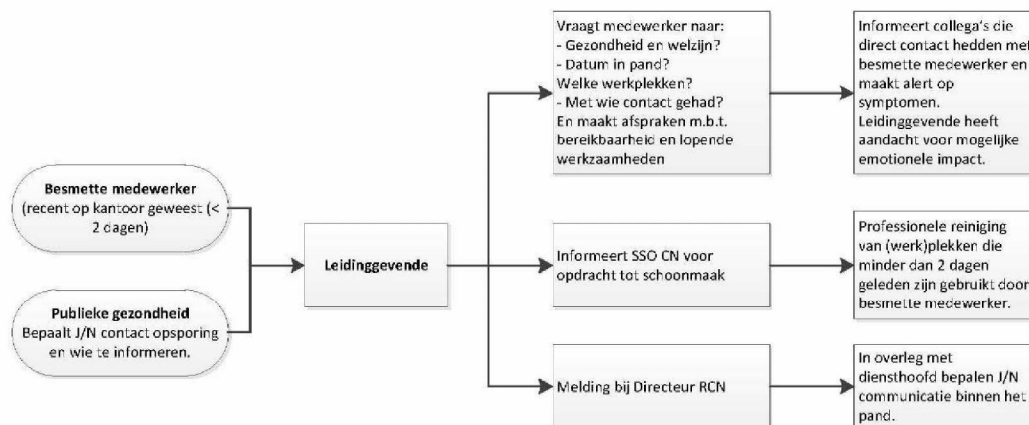 Besmette medewerker
(recent op kantoor geweest (<
2 dagen)
Publieke gezondheid
Bepaalt J/N contact opsporing
en wie te informeren.
Leidinggevende
Vraagt medewerker naar:
- Gezondheid en welzijn?
- Datum in pand?
Welke werkplekken?
- Met wie contact gehad?
En maakt afspraken m.b.t.
bereikbaarheid en lopende
werkzaamheden
Informeert collega's die
direct contact hedden met
besmette medewerker en
maakt alert op
symptomen.
Leidinggevende heeft
aandacht voor mogelijke
emotionele impact.
Informeert SSO CN voor
opdracht tot schoonmaak
Professionele reiniging
van (werk)plekken die
minder dan 2 dagen
geleden zijn gebruikt door
besmette medewerker.
Melding bij Directeur RCN
In overleg met
diensthoofd bepalen J/N
communicatie binnen het
pand.